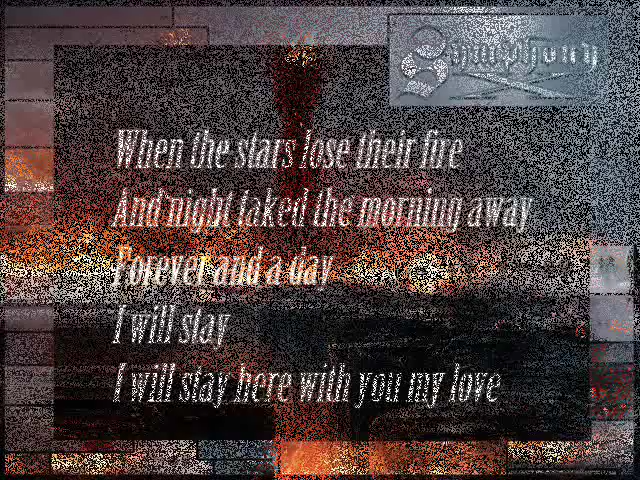 Symphony X
When the stars lose their fire
And night taked the morning away
Forever and a day
I will stay
I will stay here with you my love